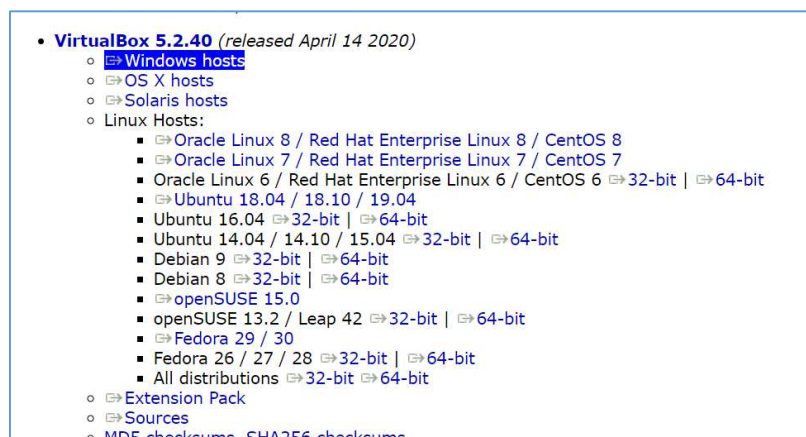 VirtualBox 5.2.40 (released April 14 2020)
Windows hosts
OS X hosts
Solaris hosts
Linux Hosts:
Oracle Linux 8 / Red Hat Enterprise Linux 8 / CentOS 8
Oracle Linux 7 / Red Hat Enterprise Linux 7 / CentOS 7
Oracle Linux 6 / Red Hat Enterprise Linux 6 / CentOS 6 32-bit | 64-bit
Ubuntu 18.04 / 18.10 / 19.04
Ubuntu 16.04 32-bit | 64-bit
Ubuntu 14.04 / 14.10 / 15.04 32-bit | 64-bit
Debian 9 32-bit | 64-bit
Debian 8 32-bit | 64-bit
openSUSE 15.0
openSUSE 13.2 / Leap 42 32-bit | 64-bit
Fedora 29 / 30
Fedora 26 / 27 / 28 32-bit | 64-bit
All distributions 32-bit 64-bit
Extension Pack
Sources
MD5 checksums, SHA256 checksums